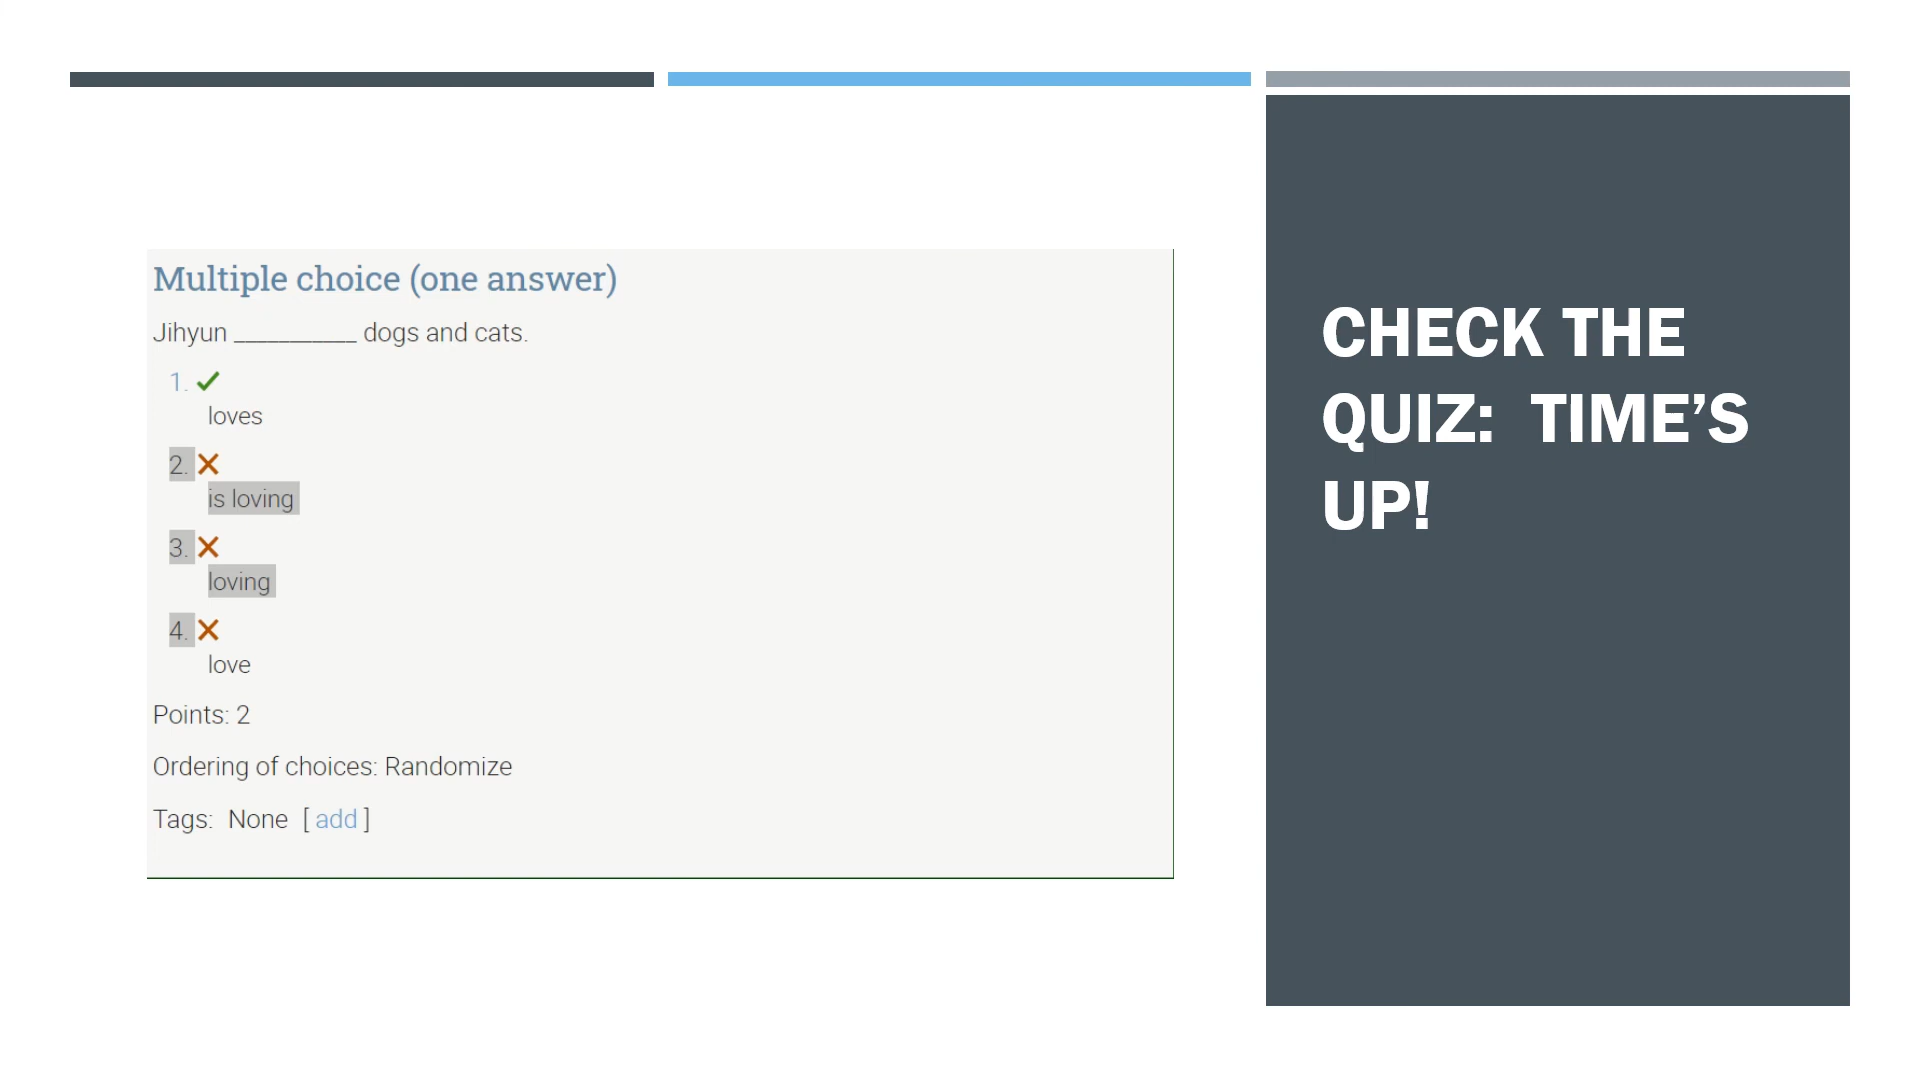 Multiple choice (one answer)
Jihyun __________ dogs and cats.
1.
loves
2.
is loving
3.
loving
4.
love
Points: 2
Ordering of choices: Randomize
Tags: None [ add ]
CHECK THE
QUIZ: TIME’S
UP!